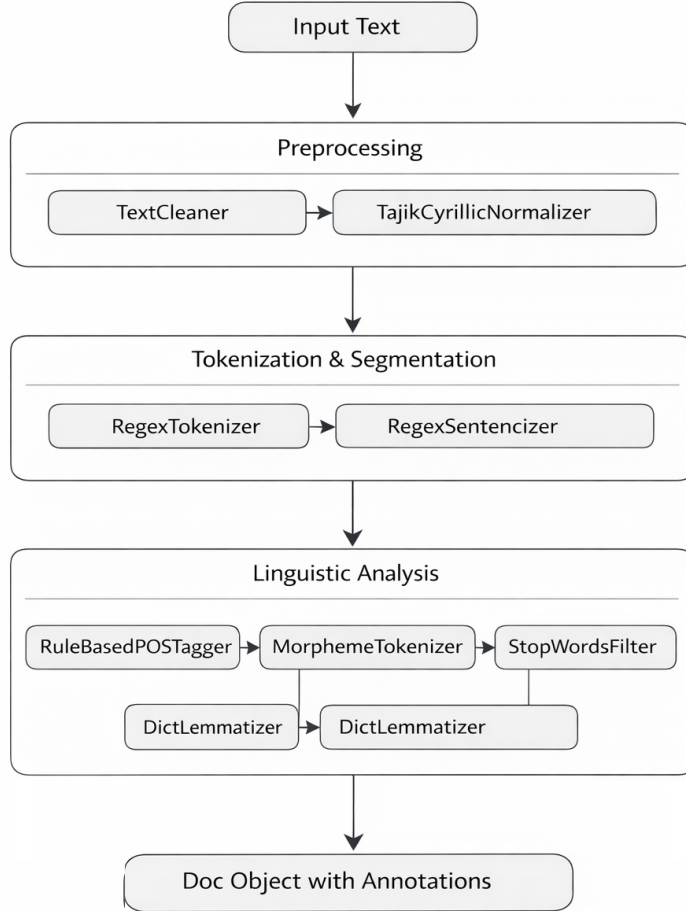 Input Text
Preprocessing
TextCleaner
TajikCyrillicNormalizer
Tokenization & Segmentation
RegexTokenizer
RegexSentencizer
Linguistic Analysis
RuleBasedPOSTagger
MorphemeTokenizer
StopWordsFilter
DictLemmatizer
DictLemmatizer
Doc Object with Annotations